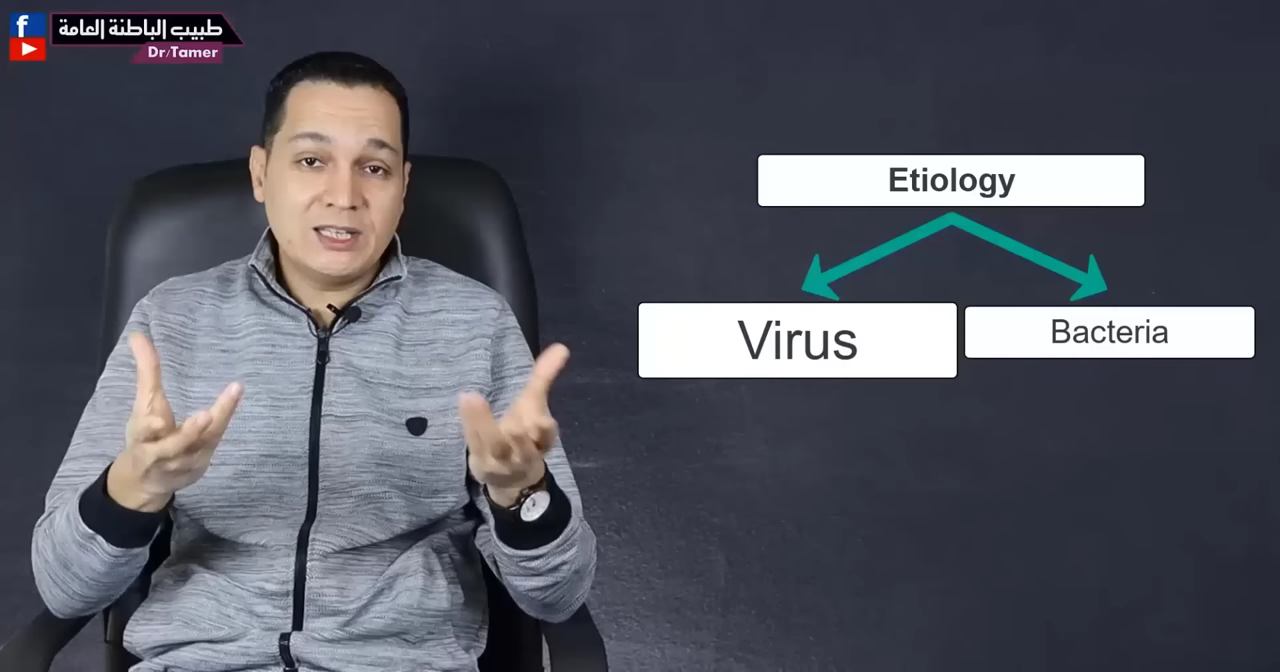 f
طبيب الباطنة العامة
Dr/Tamer
Etiology
Virus
Bacteria